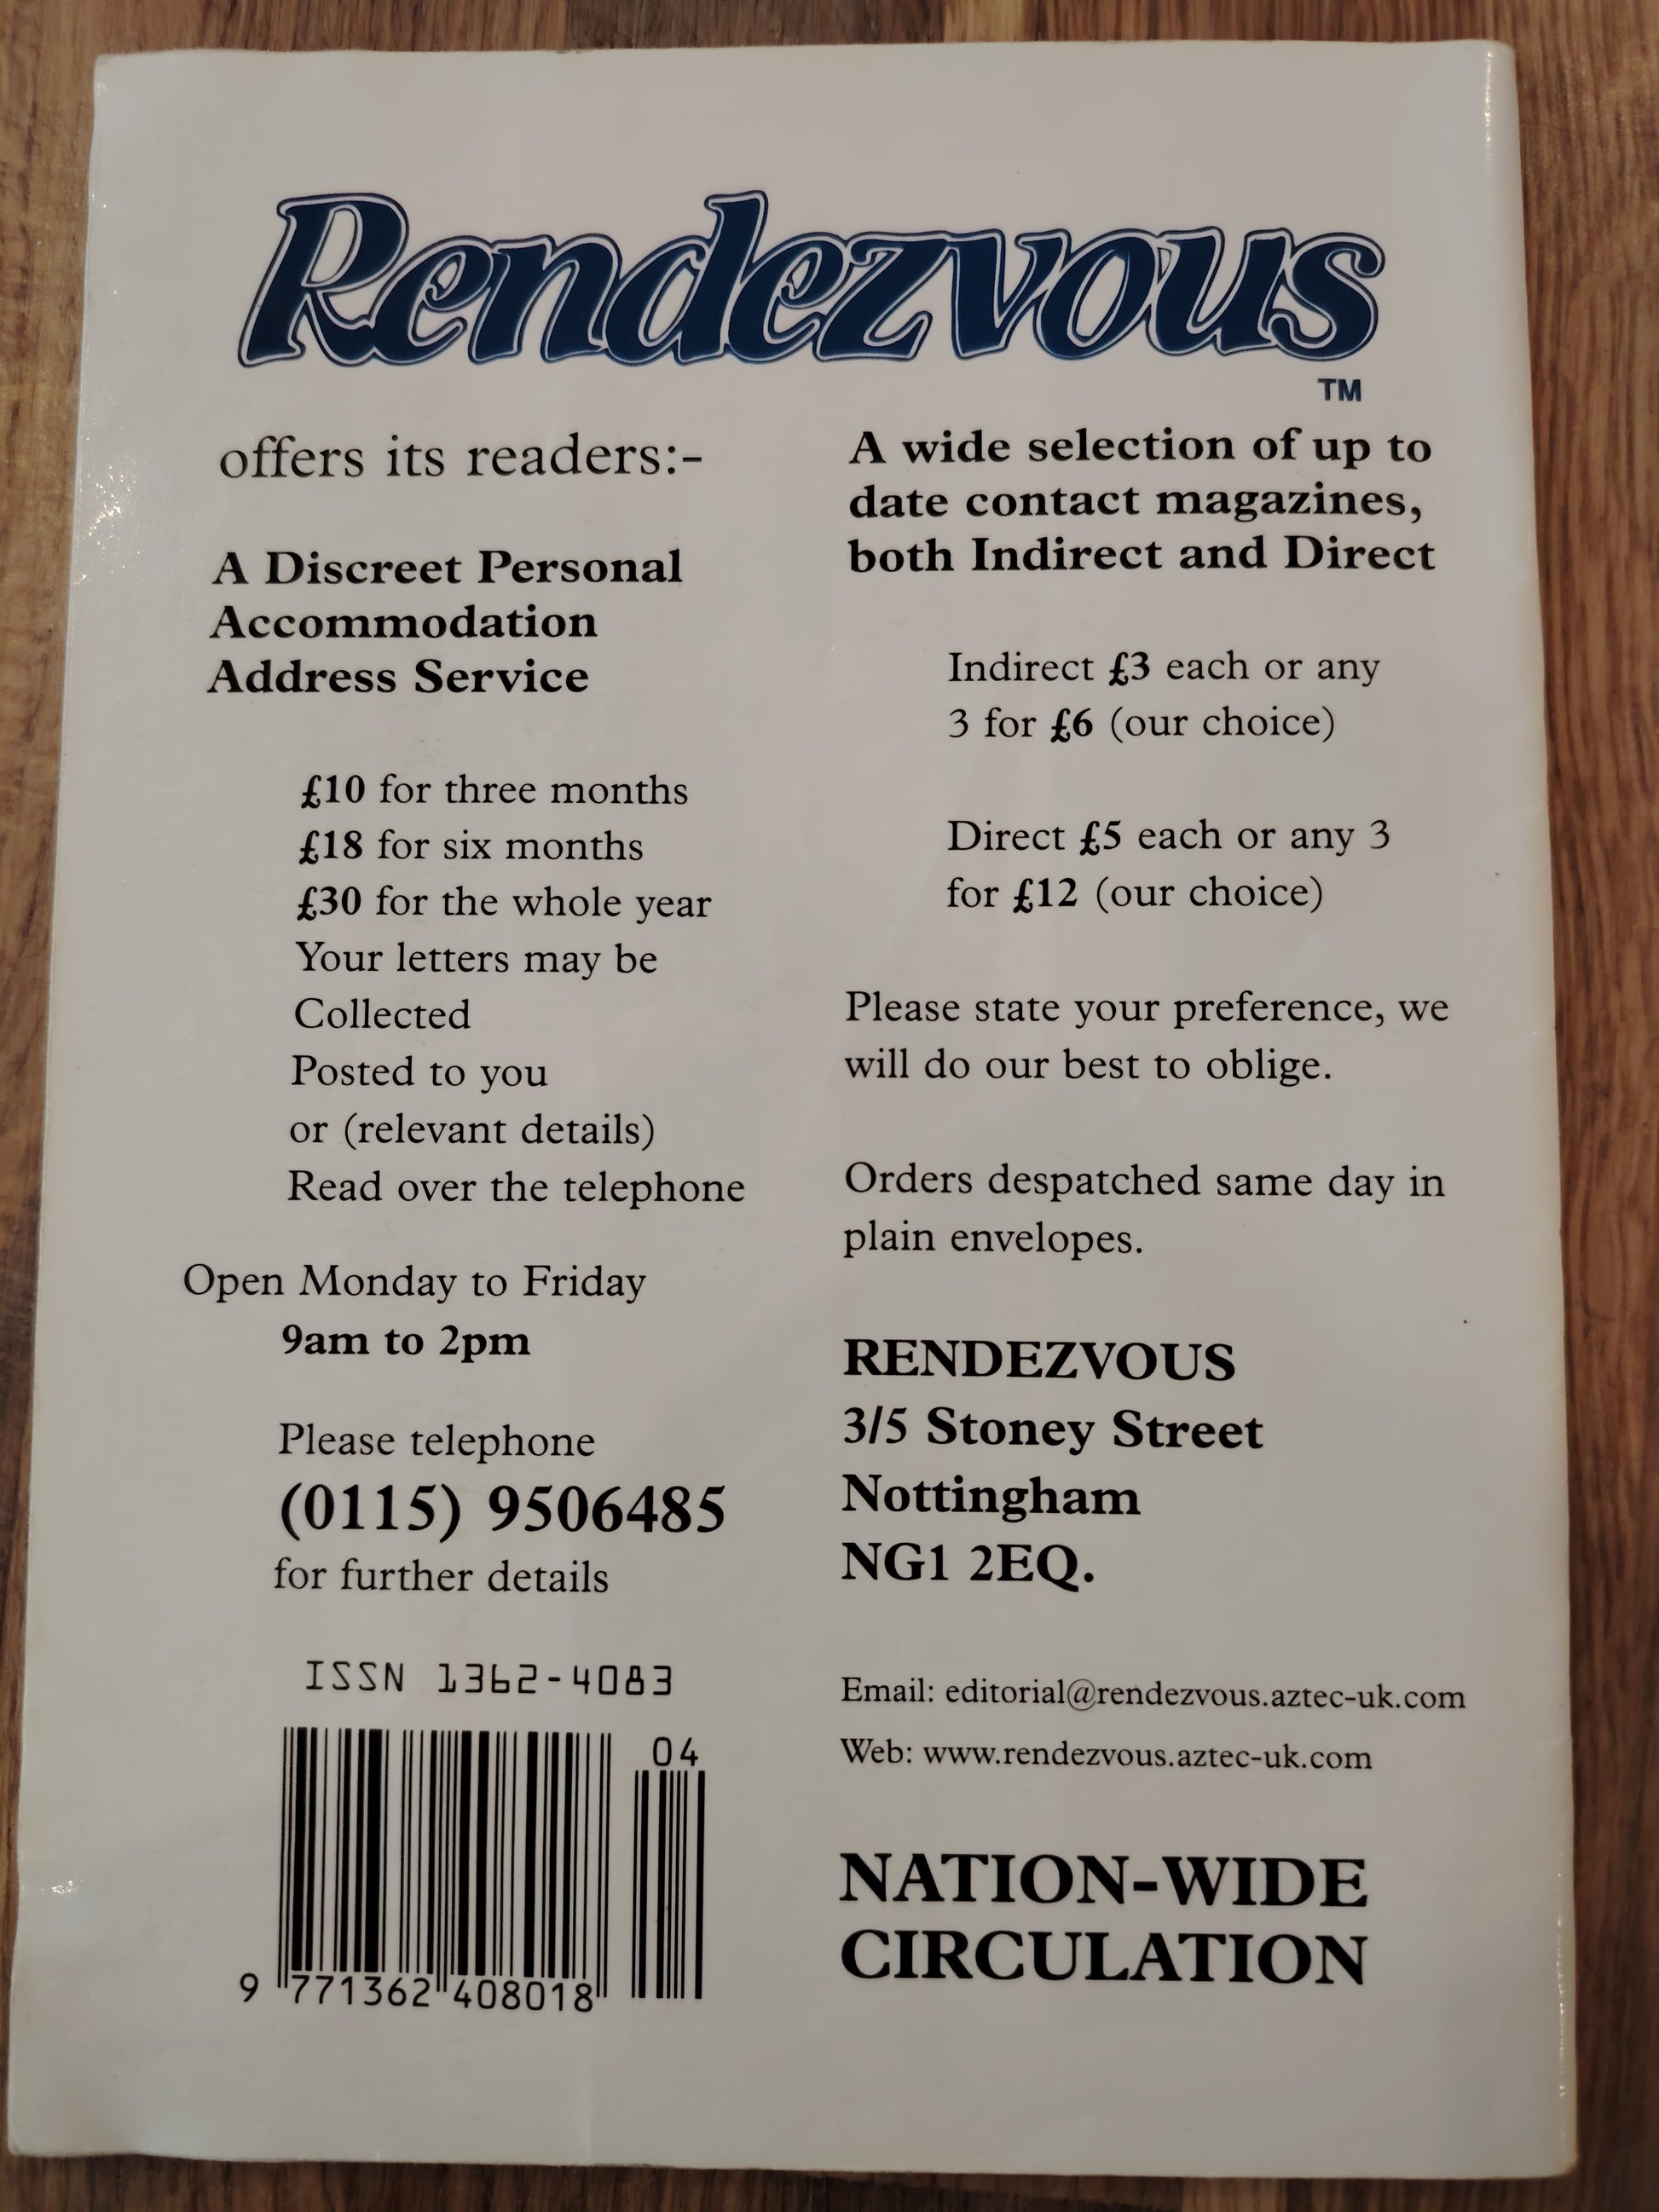 Rendezvous
TM
offers its readers:-
A Discreet Personal
Accommodation
Address Service
£10 for three months
£18 for six months
£30 for the whole year
Your letters may be
Collected
Posted to you
or (relevant details)
Read over the telephone
Open Monday to Friday
9am to 2pm
Please telephone
(0115) 9506485
for further details
ISSN 1362-4083
04
9 771362 408018
A wide selection of up to
date contact magazines,
both Indirect and Direct
Indirect £3 each or any
3 for £6 (our choice)
Direct £5 each or any 3
for £12 (our choice)
Please state your preference, we
will do our best to oblige.
Orders despatched same day in
plain envelopes.
RENDEZVOUS
3/5 Stoney Street
Nottingham
NG1 2EQ.
Email: editorial@rendezvous.aztec-uk.com
Web: www.rendezvous.aztec-uk.com
NATION-WIDE
CIRCULATION